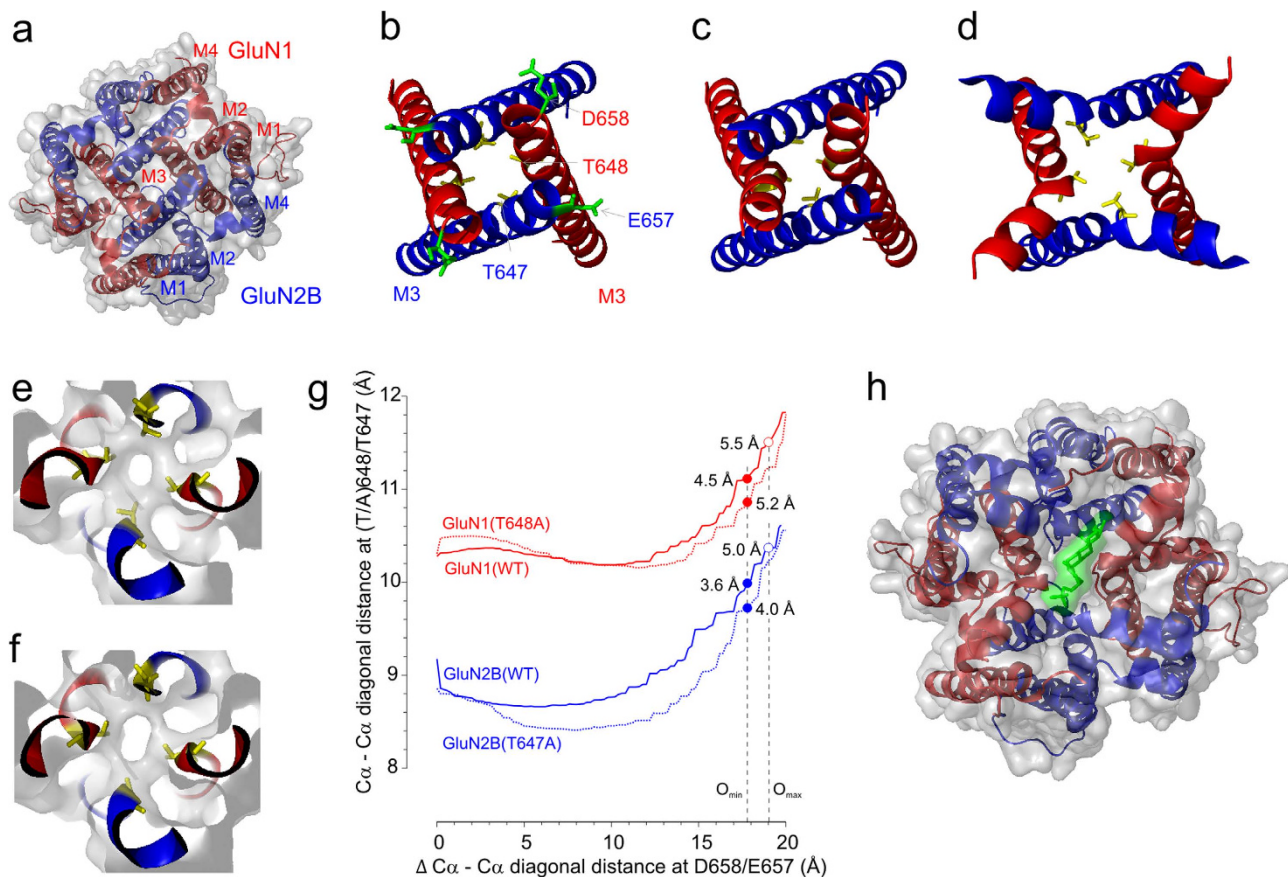 a
M4 GluN1
M2
M1
M3
M4
M2
M1
GluN2B
b
D658
T648
E657
T647
M3
M3
c
d
e
f
g
Cα - Cα diagonal distance at (T/A)648/T647 (Å)
12
11
10
9
8
5.5 Å
4.5 Å
5.2 Å
GluN1(T648A)
GluN1(WT)
5.0 Å
3.6 Å
4.0 Å
GluN2B(WT)
GluN2B(T647A)
Omin
Omax
0
5
10
15
20
Δ Cα - Cα diagonal distance at D658/E657 (Å)
h